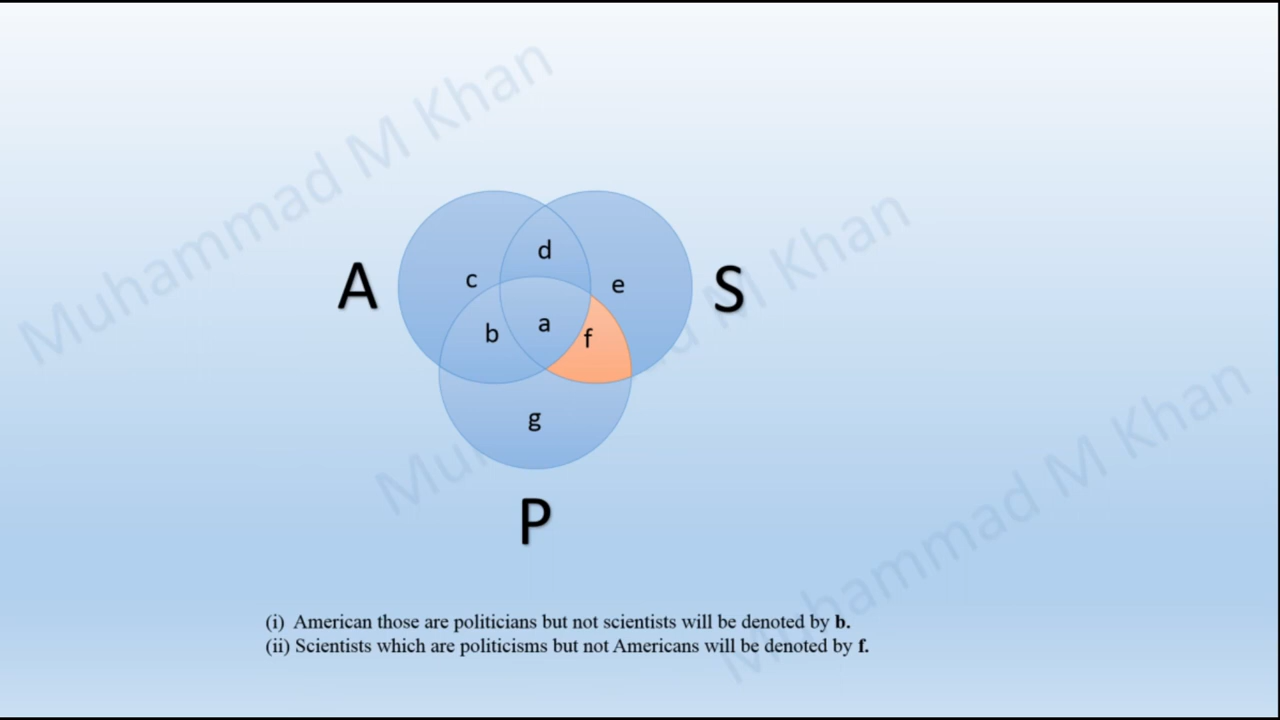 Muhammad M Khan
Muhammad M Khan
d
c
e
A
S
a
b
f
g
P
Muhammad M Khan
(i) American those are politicians but not scientists will be denoted by b.
(ii) Scientists which are politicisms but not Americans will be denoted by f.